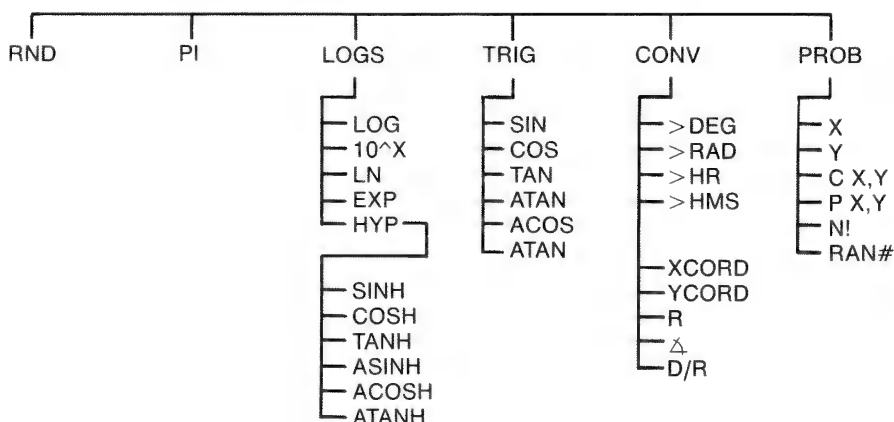 RND PI LOGS TRIG CONV PROB
LOG
10^X
LN
EXP
HYP
SINH
COSH
TANH
ASINH
ACOSH
ATANH
SIN
COS
TAN
ATAN
ACOS
ATAN
>DEG
>RAD
>HR
>HMS
XCORD
YCORD
R
∡
D/R
X
Y
C X,Y
P X,Y
N!
RAN#